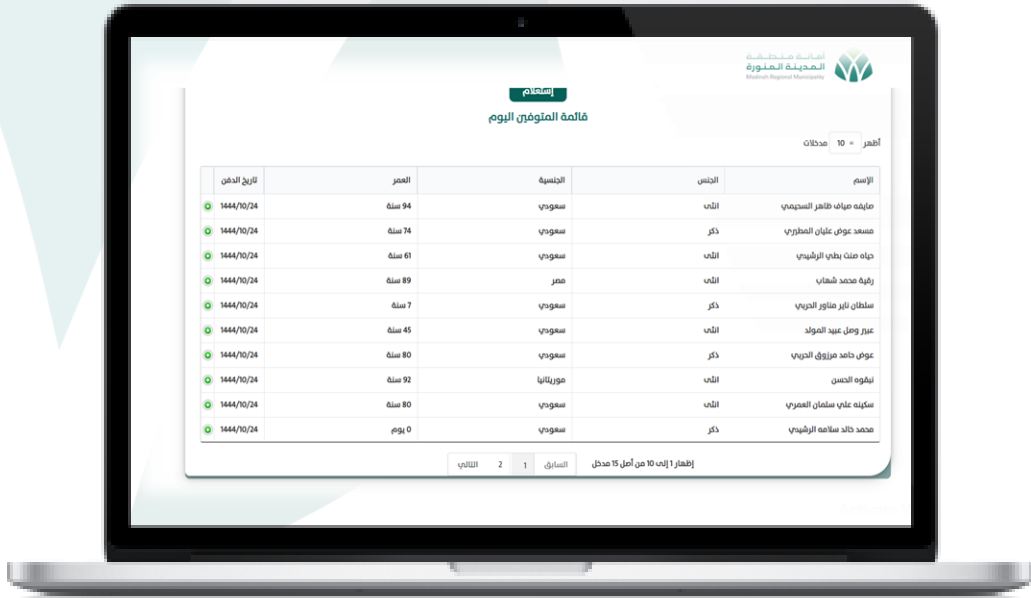 أمانة منطقة
المدينة المنورة
Madinah Regional Municipality
إستعلام
قائمة المتوفين اليوم
أظهر 10 مدخلات
الإسم الجنس الجنسية العمر تاريخ الدفن
صايفه صياف ظاهر السحيمي انثى سعودي 94 سنة 1444/10/24
مسعد عوض عليان المطيري ذكر سعودي 74 سنة 1444/10/24
حياه صنت بطي الرشيدي انثى سعودي 61 سنة 1444/10/24
رقية محمد شهاب انثى مصر 89 سنة 1444/10/24
سلطان ناير مناور الحربي ذكر سعودي 7 سنة 1444/10/24
عبير وصل عبيد المولد انثى سعودي 45 سنة 1444/10/24
عوض حامد مرزوق الحربي ذكر سعودي 80 سنة 1444/10/24
نبقوه الحسن انثى موريتانيا 92 سنة 1444/10/24
سكينه علي سلمان العمري انثى سعودي 80 سنة 1444/10/24
محمد خالد سلامه الرشيدي ذكر سعودي 0 يوم 1444/10/24
إظهار 1 إلى 10 من أصل 15 مدخل
السابق 1 2 التالي